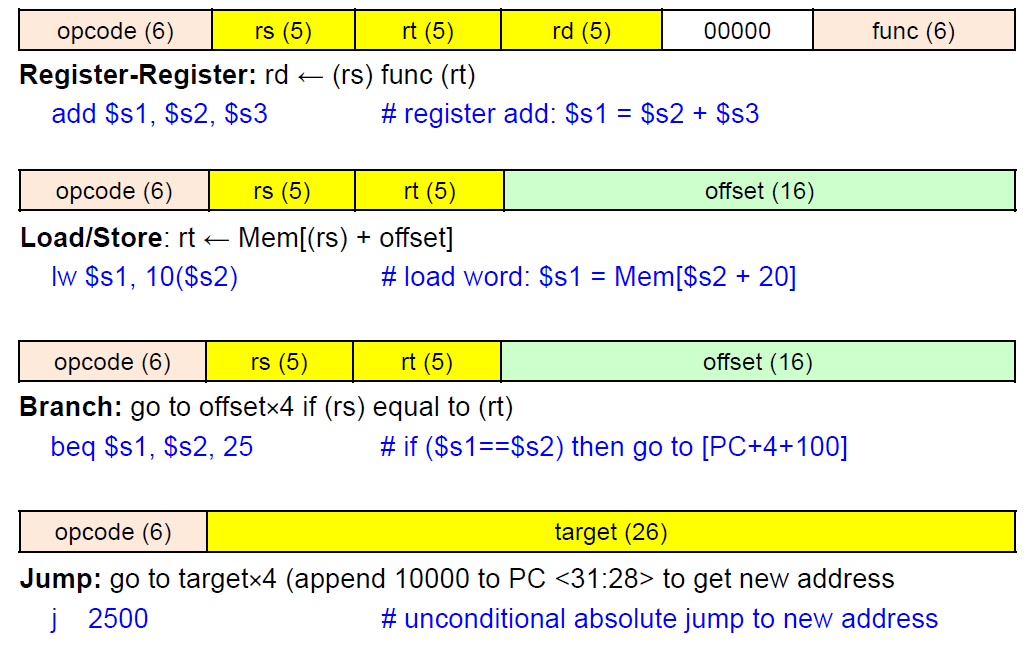 opcode (6) rs (5) rt (5) rd (5) 00000 func (6)
Register-Register: rd ← (rs) func (rt)
add $s1, $s2, $s3 # register add: $s1 = $s2 + $s3
opcode (6) rs (5) rt (5) offset (16)
Load/Store: rt ← Mem[(rs) + offset]
lw $s1, 10($s2) # load word: $s1 = Mem[$s2 + 20]
opcode (6) rs (5) rt (5) offset (16)
Branch: go to offset×4 if (rs) equal to (rt)
beq $s1, $s2, 25 # if ($s1==$s2) then go to [PC+4+100]
opcode (6) target (26)
Jump: go to target×4 (append 10000 to PC <31:28> to get new address
j 2500 # unconditional absolute jump to new address